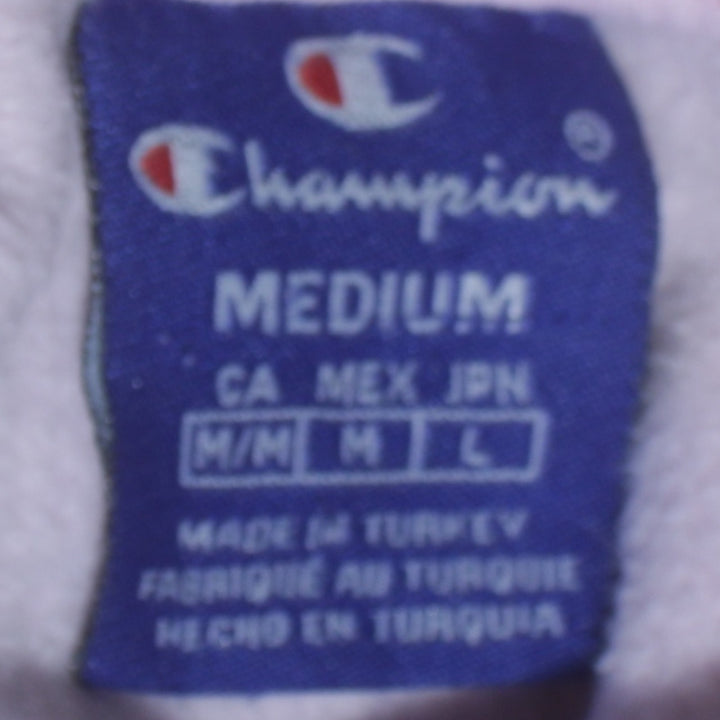 Champion®
MEDIUM
CA MEX JPN
M/M M L
MADE IN TURKEY
FABRIQUÉ AU TURQUIE
HECHO EN TURQUIA